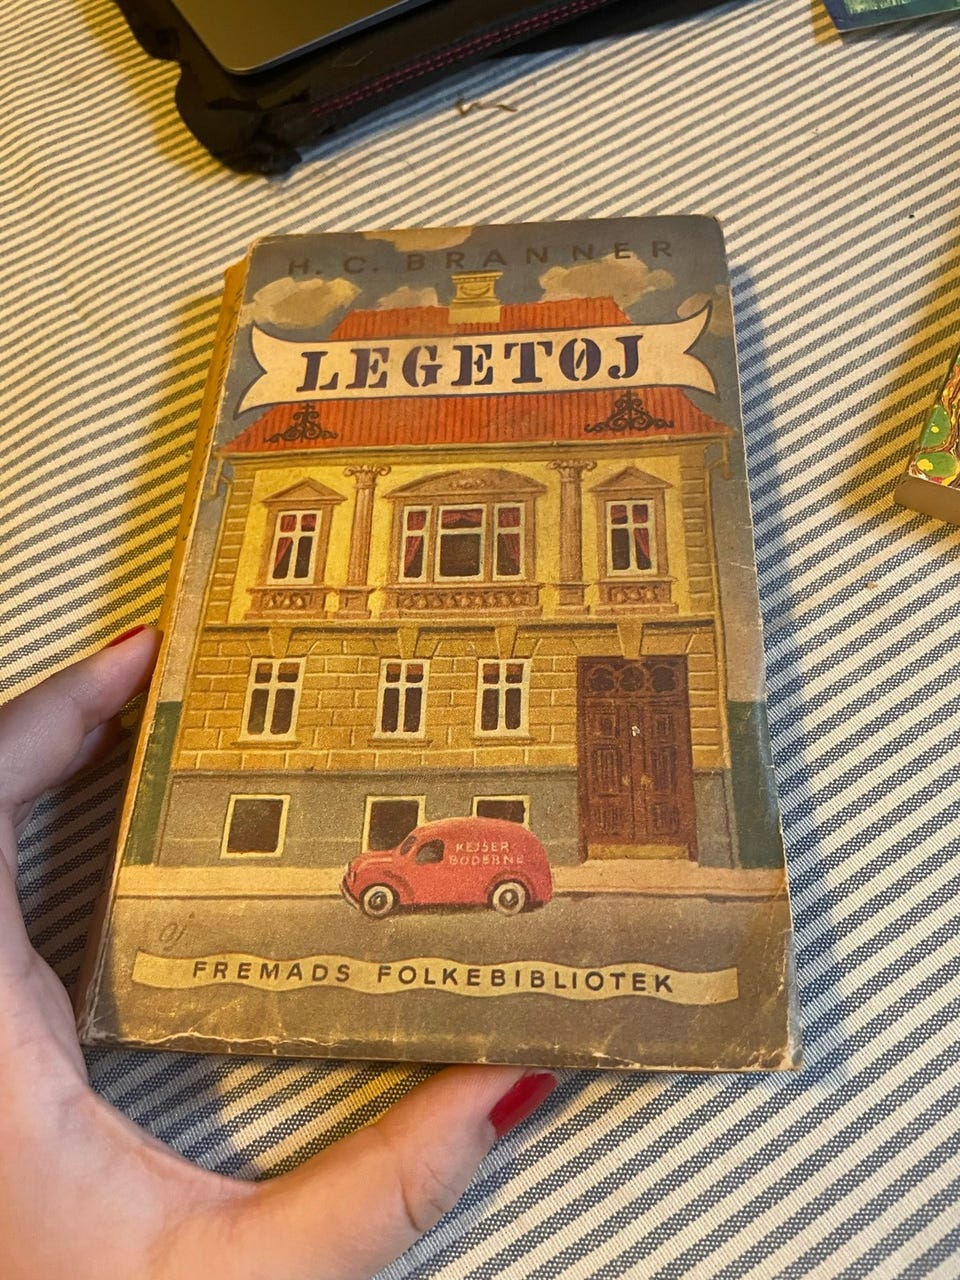 H. C. BRANNER
LEGETØJ
KEJSER
BODERNE
FREMADS FOLKEBIBLIOTEK